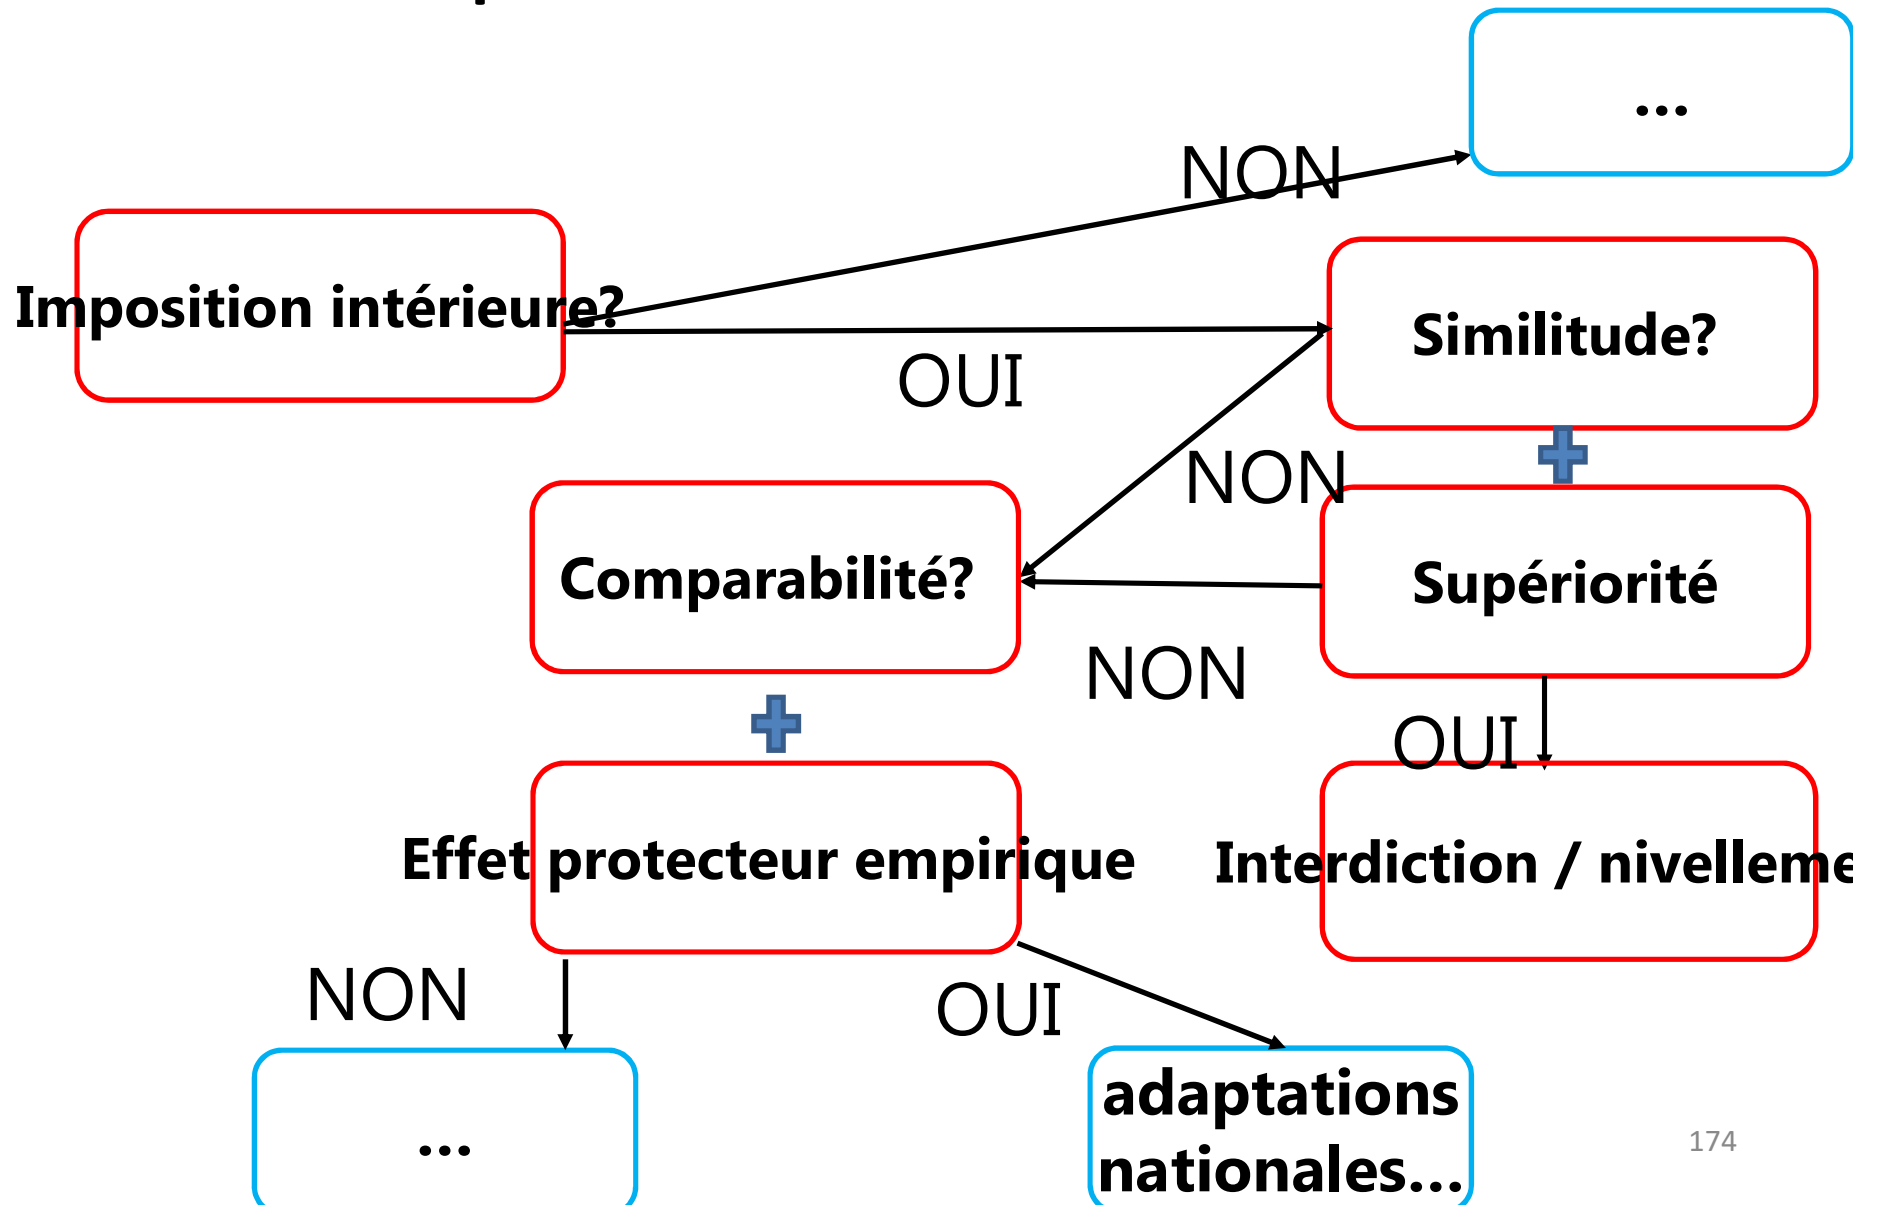 ...
NON
Imposition intérieure?
Similitude?
OUI
NON
Comparabilité?
Supériorité
NON
OUI
Effet protecteur empirique
Interdiction / nivelleme
NON
OUI
adaptations
nationales...
...
174